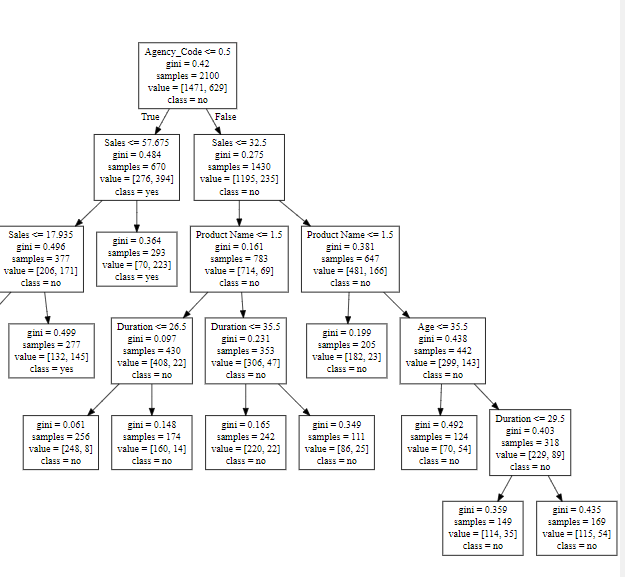 Agency_Code <= 0.5
gini = 0.42
samples = 2100
value = [1471, 629]
class = no
True
False
Sales <= 57.675
gini = 0.484
samples = 670
value = [276, 394]
class = yes
Sales <= 32.5
gini = 0.275
samples = 1430
value = [1195, 235]
class = no
Sales <= 17.935
gini = 0.496
samples = 377
value = [206, 171]
class = no
gini = 0.364
samples = 293
value = [70, 223]
class = yes
Product Name <= 1.5
gini = 0.161
samples = 783
value = [714, 69]
class = no
Product Name <= 1.5
gini = 0.381
samples = 647
value = [481, 166]
class = no
gini = 0.499
samples = 277
value = [132, 145]
class = yes
Duration <= 26.5
gini = 0.097
samples = 430
value = [408, 22]
class = no
Duration <= 35.5
gini = 0.231
samples = 353
value = [306, 47]
class = no
gini = 0.199
samples = 205
value = [182, 23]
class = no
Age <= 35.5
gini = 0.438
samples = 442
value = [299, 143]
class = no
gini = 0.061
samples = 256
value = [248, 8]
class = no
gini = 0.148
samples = 174
value = [160, 14]
class = no
gini = 0.165
samples = 242
value = [220, 22]
class = no
gini = 0.349
samples = 111
value = [86, 25]
class = no
gini = 0.492
samples = 124
value = [70, 54]
class = no
Duration <= 29.5
gini = 0.403
samples = 318
value = [229, 89]
class = no
gini = 0.359
samples = 149
value = [114, 35]
class = no
gini = 0.435
samples = 169
value = [115, 54]
class = no